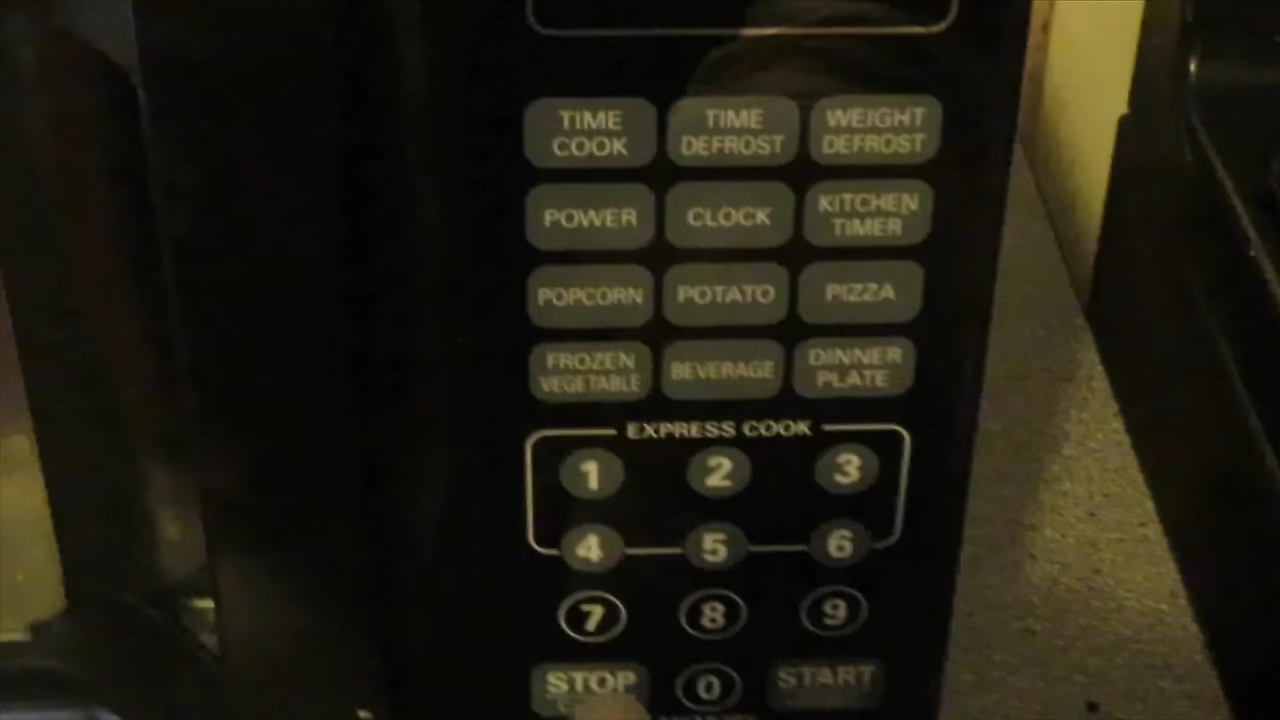 TIME COOK
TIME DEFROST
WEIGHT DEFROST
POWER
CLOCK
KITCHEN TIMER
POPCORN
POTATO
PIZZA
FROZEN VEGETABLE
BEVERAGE
DINNER PLATE
EXPRESS COOK
1 2 3
4 5 6
7 8 9
STOP 0 START